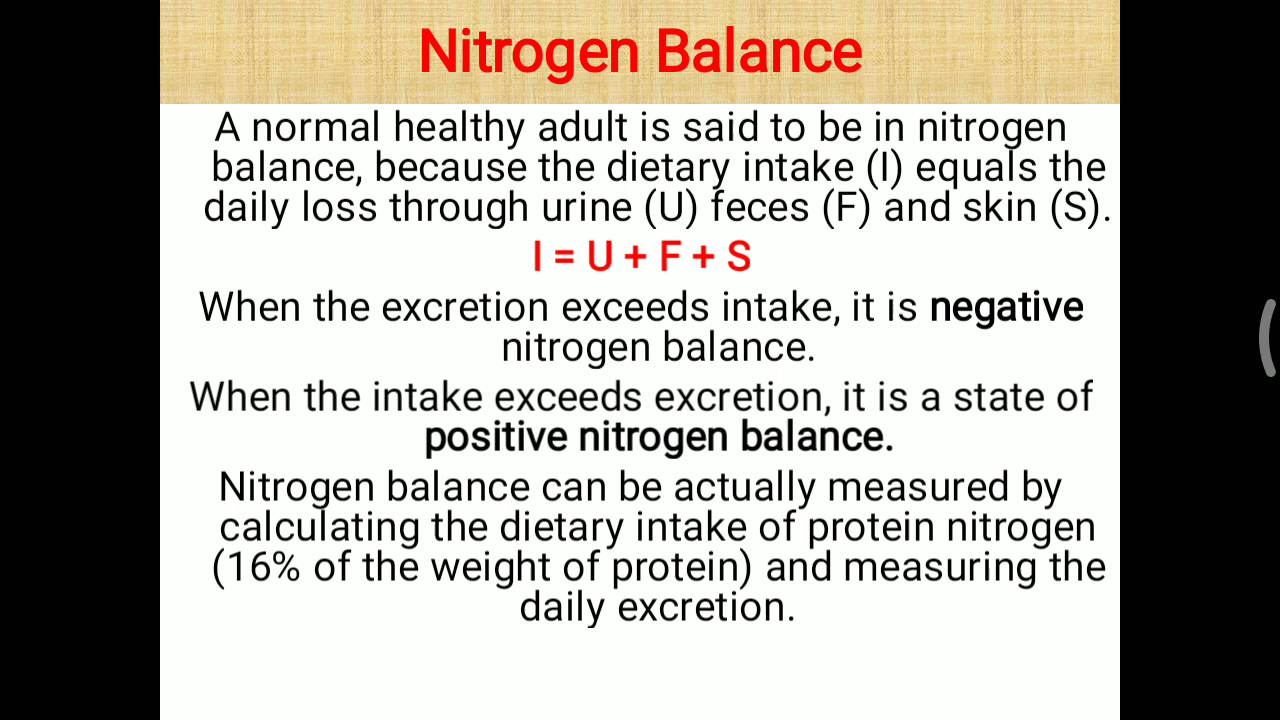 Nitrogen Balance
A normal healthy adult is said to be in nitrogen
balance, because the dietary intake (I) equals the
daily loss through urine (U) feces (F) and skin (S).
I = U + F + S
When the excretion exceeds intake, it is negative
nitrogen balance.
When the intake exceeds excretion, it is a state of
positive nitrogen balance.
Nitrogen balance can be actually measured by
calculating the dietary intake of protein nitrogen
(16% of the weight of protein) and measuring the
daily excretion.